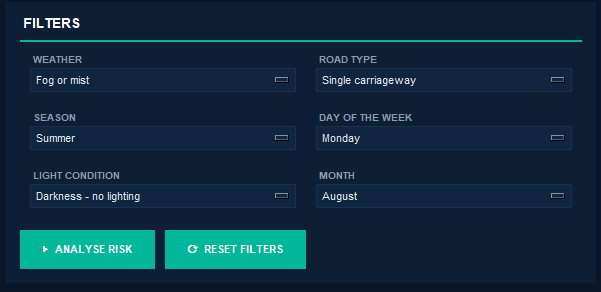 FILTERS
WEATHER
Fog or mist
ROAD TYPE
Single carriageway
SEASON
Summer
DAY OF THE WEEK
Monday
LIGHT CONDITION
Darkness - no lighting
MONTH
August
ANALYSE RISK
RESET FILTERS